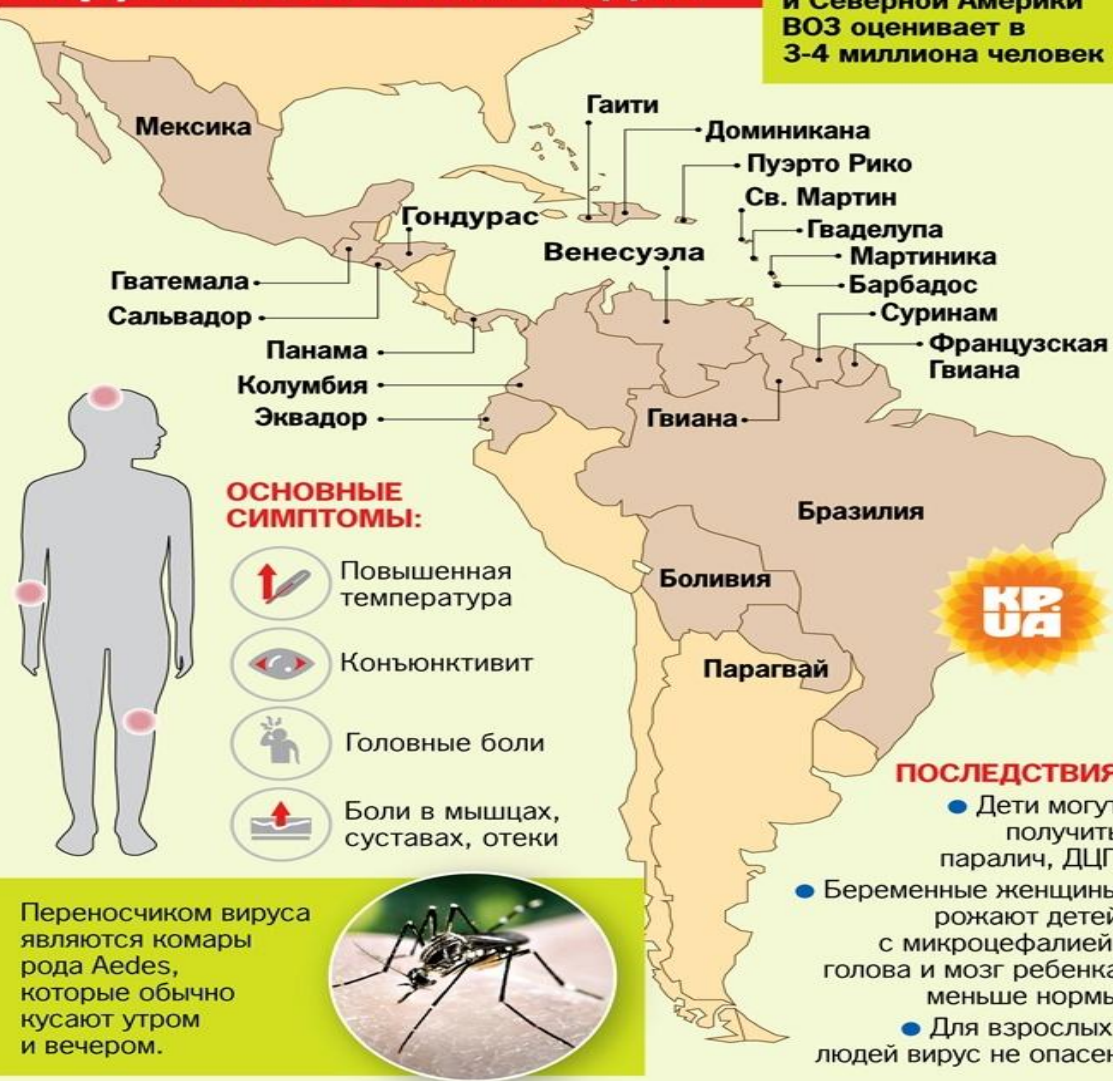 и Северной Америки
ВОЗ оценивает в
3-4 миллиона человек
Мексика
Гаити
Доминикана
Пуэрто Рико
Св. Мартин
Гваделупа
Мартиника
Барбадос
Суринам
Французская
Гвиана
Гондурас
Венесуэла
Гватемала
Сальвадор
Панама
Колумбия
Эквадор
Гвиана
Бразилия
Боливия
Парагвай
KP.
UA
ОСНОВНЫЕ
СИМПТОМЫ:
Повышенная
температура
Конъюнктивит
Головные боли
Боли в мышцах,
суставах, отеки
Переносчиком вируса
являются комары
рода Aedes,
которые обычно
кусают утром
и вечером.
ПОСЛЕДСТВИЯ
● Дети могут
получить
паралич, ДЦП
● Беременные женщины
рожают детей
с микроцефалией
голова и мозг ребенка
меньше нормы
● Для взрослых
людей вирус не опасен